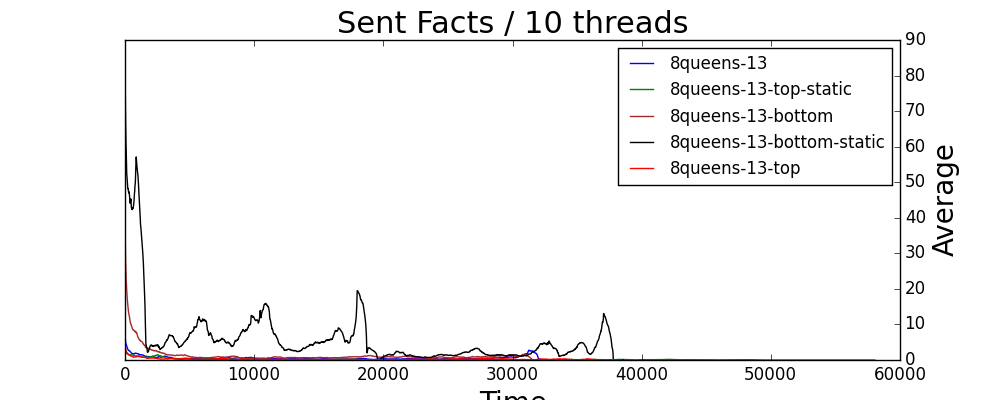 Sent Facts / 10 threads
8queens-13
8queens-13-top-static
8queens-13-bottom
8queens-13-bottom-static
8queens-13-top
90
80
70
60
50
40
30
20
10
0
Average
0 10000 20000 30000 40000 50000 60000
Time